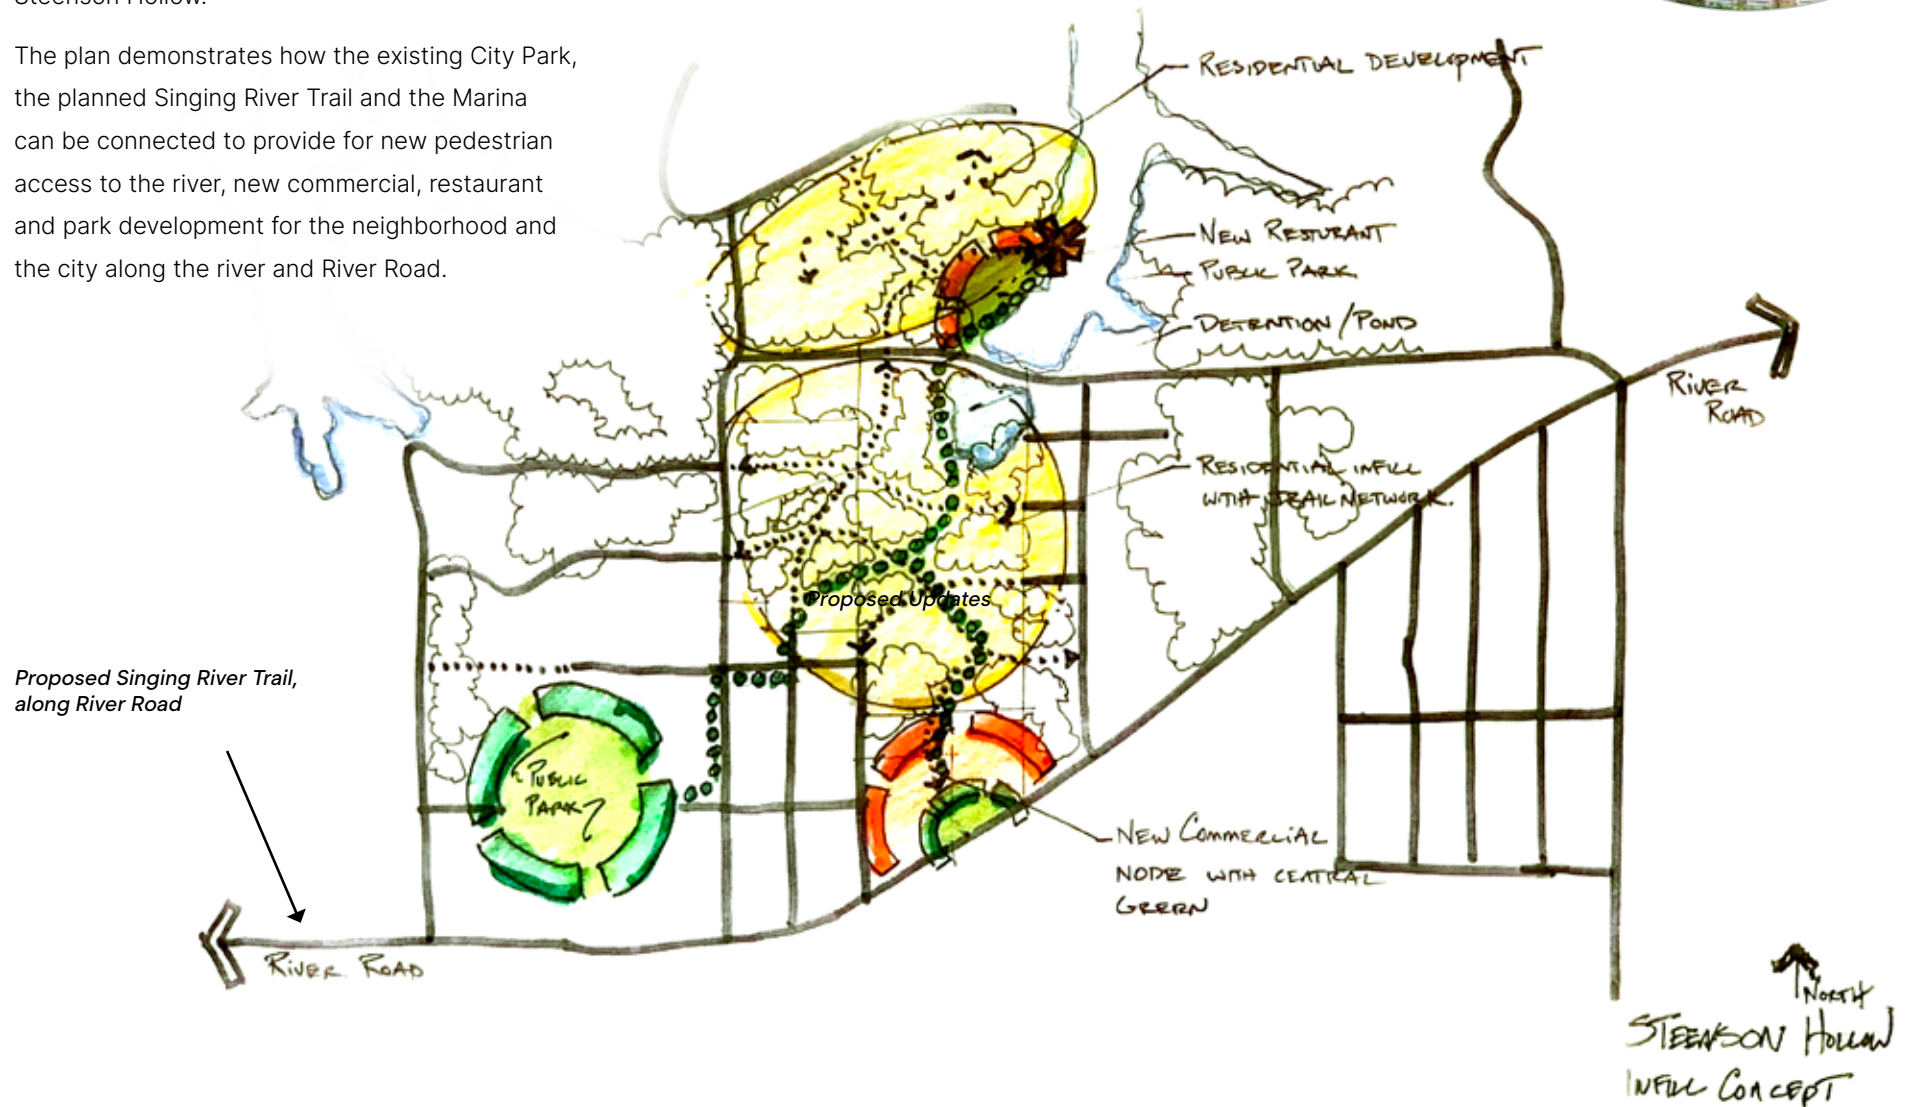 Steenson Hollow.
The plan demonstrates how the existing City Park,
the planned Singing River Trail and the Marina
can be connected to provide for new pedestrian
access to the river, new commercial, restaurant
and park development for the neighborhood and
the city along the river and River Road.
RESIDENTIAL DEVELOPMENT
NEW RESTURANT
PUBLIC PARK
DETENTION / POND
RIVER
ROAD
RESIDENTIAL INFILL
WITH TRAIL NETWORK.
Proposed Updates
Proposed Singing River Trail,
along River Road
PUBLIC
PARK
NEW COMMERCIAL
NODE WITH CENTRAL
GREEN
RIVER ROAD
NORTH
STEENSON HOLLOW
INFILL CONCEPT